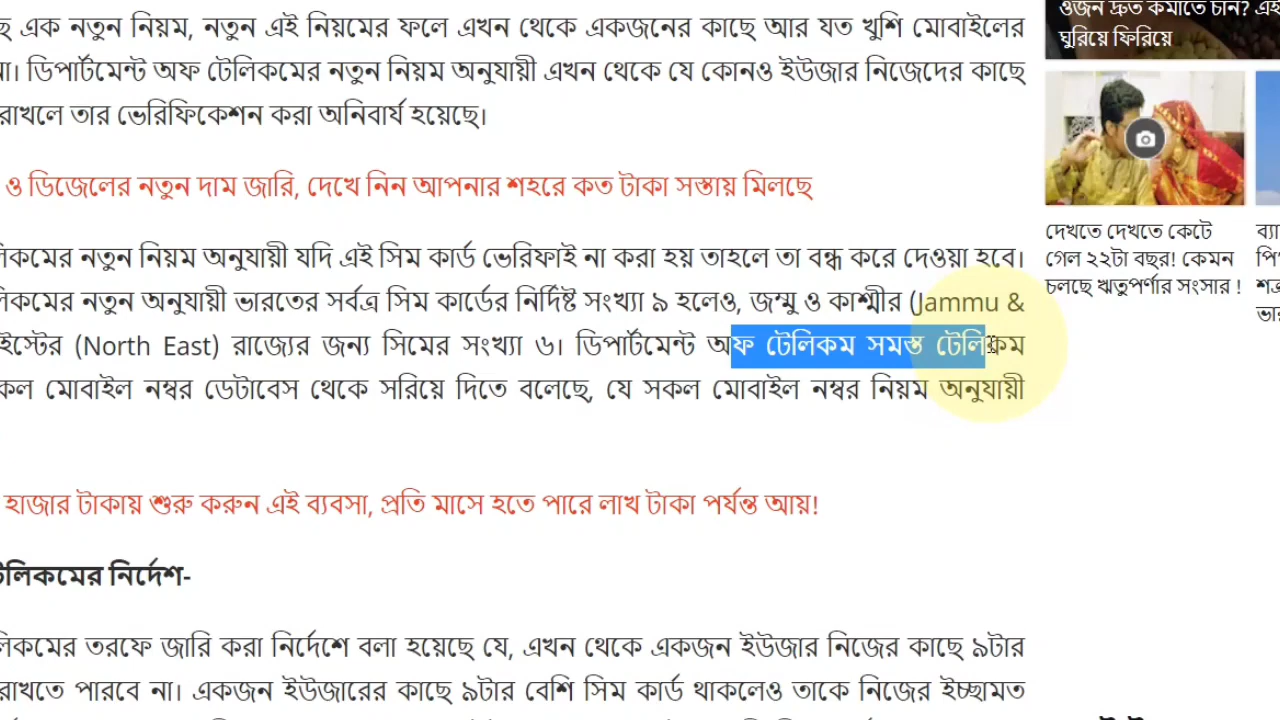 এক নতুন নিয়ম, নতুন এই নিয়মের ফলে এখন থেকে একজনের কাছে আর যত খুশি মোবাইলের
না। ডিপার্টমেন্ট অফ টেলিকমের নতুন নিয়ম অনুযায়ী এখন থেকে যে কোনও ইউজার নিজেদের কাছে
রাখলে তার ভেরিফিকেশন করা অনিবার্য হয়েছে।
ও ডিজেলের নতুন দাম জারি, দেখে নিন আপনার শহরে কত টাকা সস্তায় মিলছে
লিকমের নতুন নিয়ম অনুযায়ী যদি এই সিম কার্ড ভেরিফাই না করা হয় তাহলে তা বন্ধ করে দেওয়া হবে।
লিকমের নতুন অনুযায়ী ভারতের সর্বত্র সিম কার্ডের নির্দিষ্ট সংখ্যা ৯ হলেও, জম্মু ও কাশ্মীর (Jammu &
ইস্টের (North East) রাজ্যের জন্য সিমের সংখ্যা ৬। ডিপার্টমেন্ট অফ টেলিকম সমস্ত টেলিকম
কল মোবাইল নম্বর ডেটাবেস থেকে সরিয়ে দিতে বলেছে, যে সকল মোবাইল নম্বর নিয়ম অনুযায়ী
হাজার টাকায় শুরু করুন এই ব্যবসা, প্রতি মাসে হতে পারে লাখ টাকা পর্যন্ত আয়!
টেলিকমের নির্দেশ-
লিকমের তরফে জারি করা নির্দেশে বলা হয়েছে যে, এখন থেকে একজন ইউজার নিজের কাছে ৯টার
রাখতে পারবে না। একজন ইউজারের কাছে ৯টার বেশি সিম কার্ড থাকলেও তাকে নিজের ইচ্ছামত
ওজন দ্রুত কমাতে চান? এই
ঘুরিয়ে ফিরিয়ে
দেখতে দেখতে কেটে
গেল ২২টা বছর! কেমন
চলছে ঋতুপর্ণার সংসার !